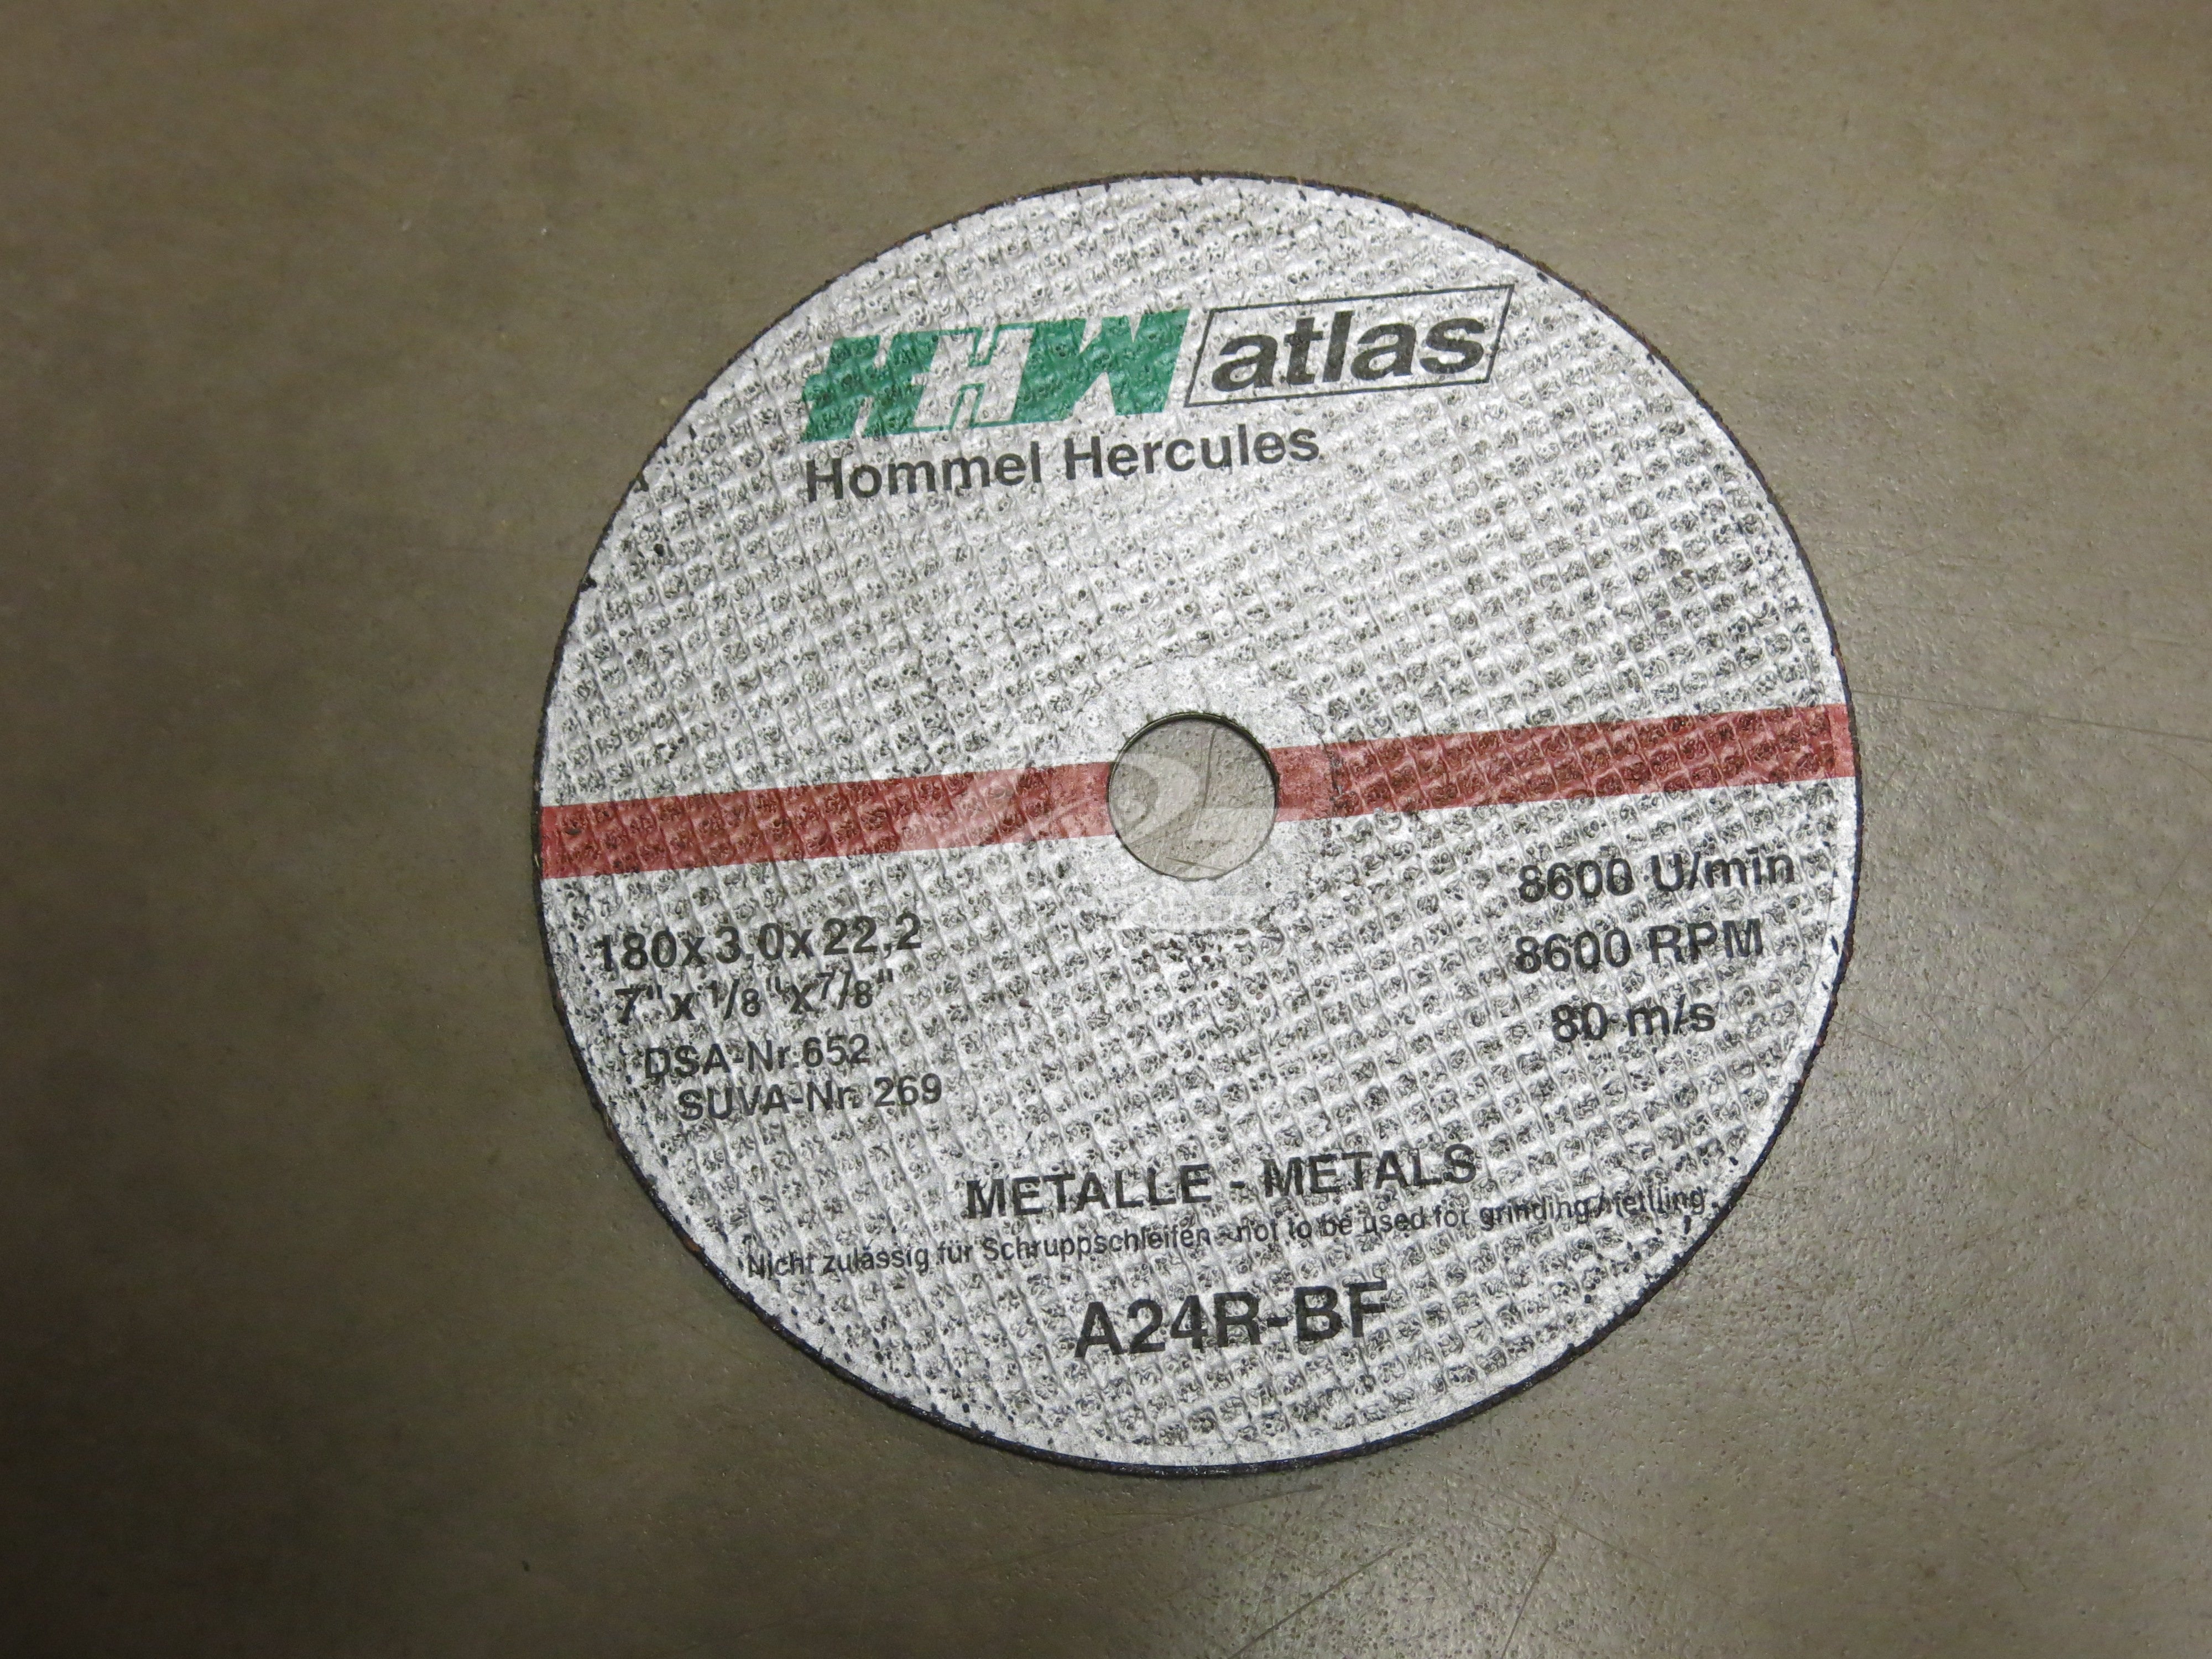 HHW atlas
Hommel Hercules
180x3,0x22,2
7"x1/8"x7/8"
DSA-Nr.652
SUVA-Nr. 269
8600 U/min
8600 RPM
80 m/s
METALLE - METALS
Nicht zulässig für Schruppschleifen - not to be used for grinding/fettling
A24R-BF